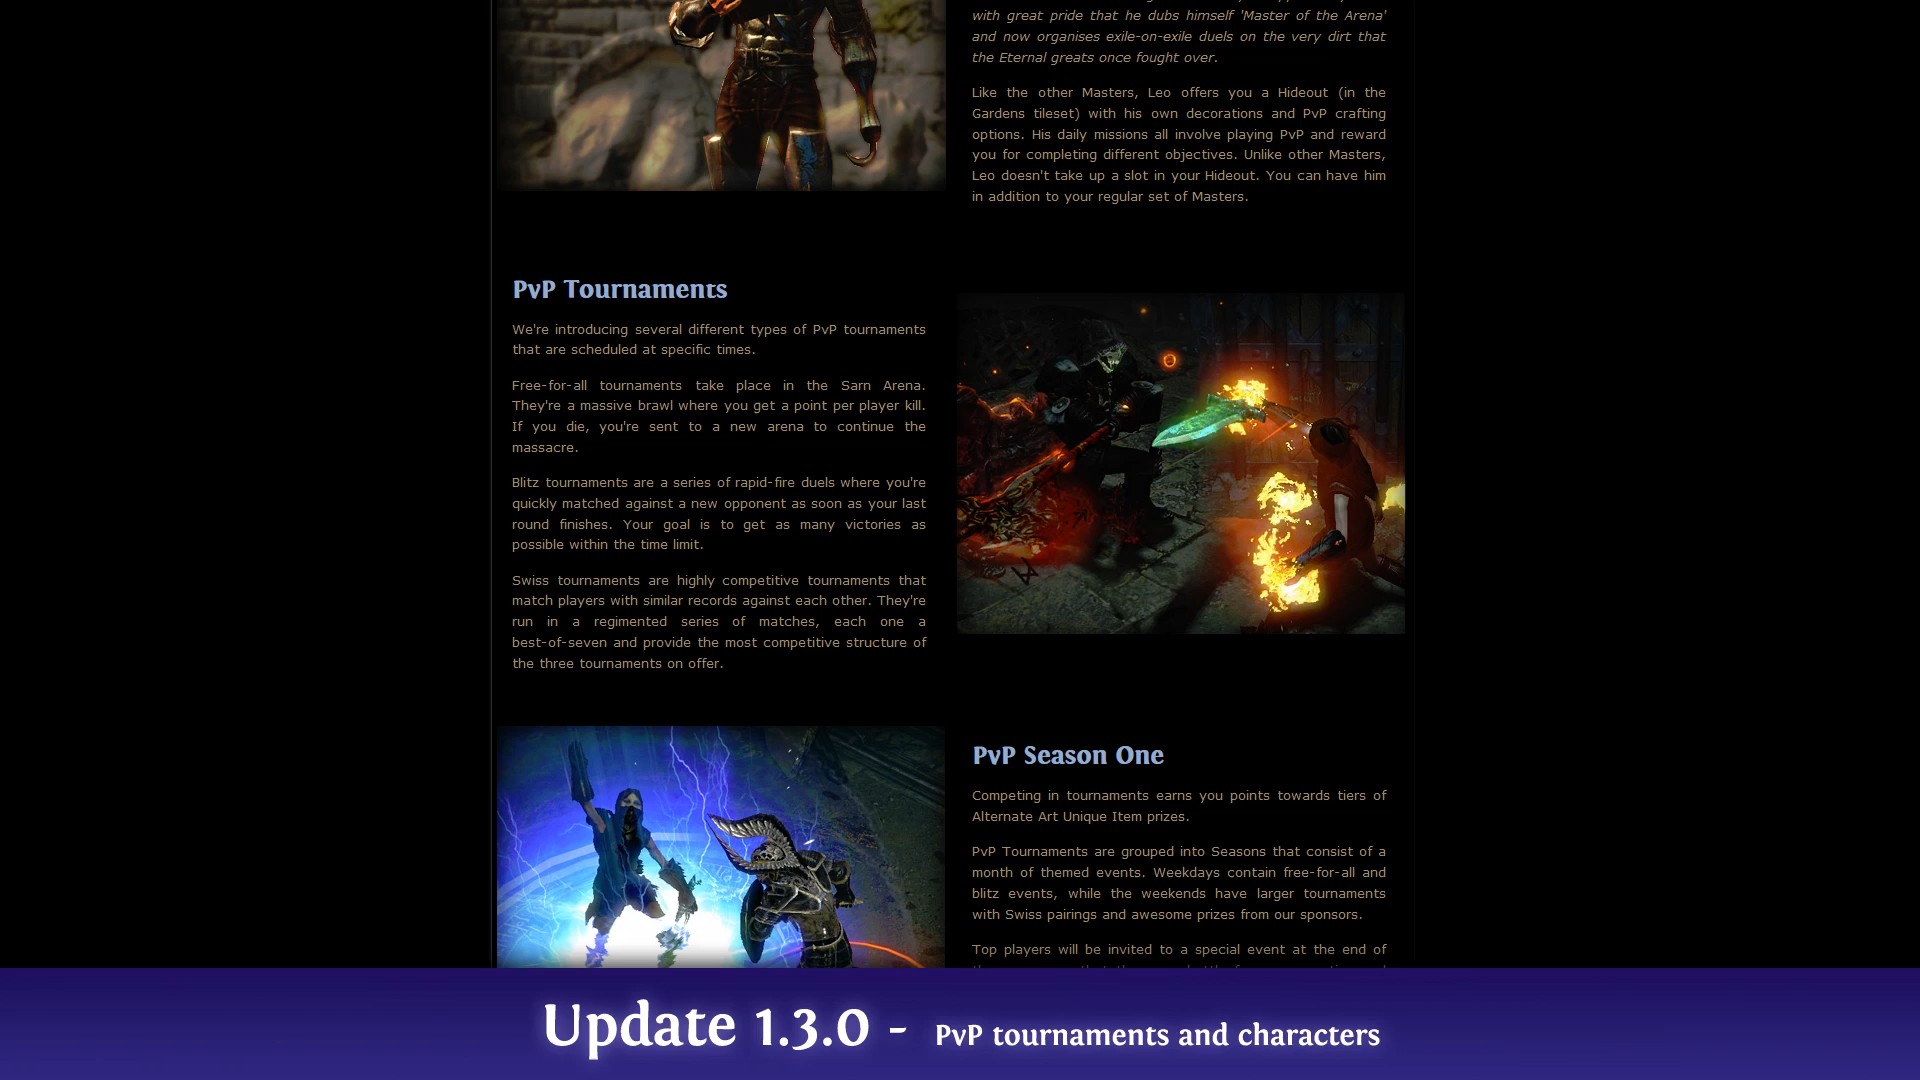 with great pride that he dubs himself 'Master of the Arena'
and now organises exile-on-exile duels on the very dirt that
the Eternal greats once fought over.
Like the other Masters, Leo offers you a Hideout (in the
Gardens tileset) with his own decorations and PvP crafting
options. His daily missions all involve playing PvP and reward
you for completing different objectives. Unlike other Masters,
Leo doesn't take up a slot in your Hideout. You can have him
in addition to your regular set of Masters.
PvP Tournaments
We're introducing several different types of PvP tournaments
that are scheduled at specific times.
Free-for-all tournaments take place in the Sarn Arena.
They're a massive brawl where you get a point per player kill.
If you die, you're sent to a new arena to continue the
massacre.
Blitz tournaments are a series of rapid-fire duels where you're
quickly matched against a new opponent as soon as your last
round finishes. Your goal is to get as many victories as
possible within the time limit.
Swiss tournaments are highly competitive tournaments that
match players with similar records against each other. They're
run in a regimented series of matches, each one a
best-of-seven and provide the most competitive structure of
the three tournaments on offer.
PvP Season One
Competing in tournaments earns you points towards tiers of
Alternate Art Unique Item prizes.
PvP Tournaments are grouped into Seasons that consist of a
month of themed events. Weekdays contain free-for-all and
blitz events, while the weekends have larger tournaments
with Swiss pairings and awesome prizes from our sponsors.
Top players will be invited to a special event at the end of
Update 1.3.0 - PvP tournaments and characters